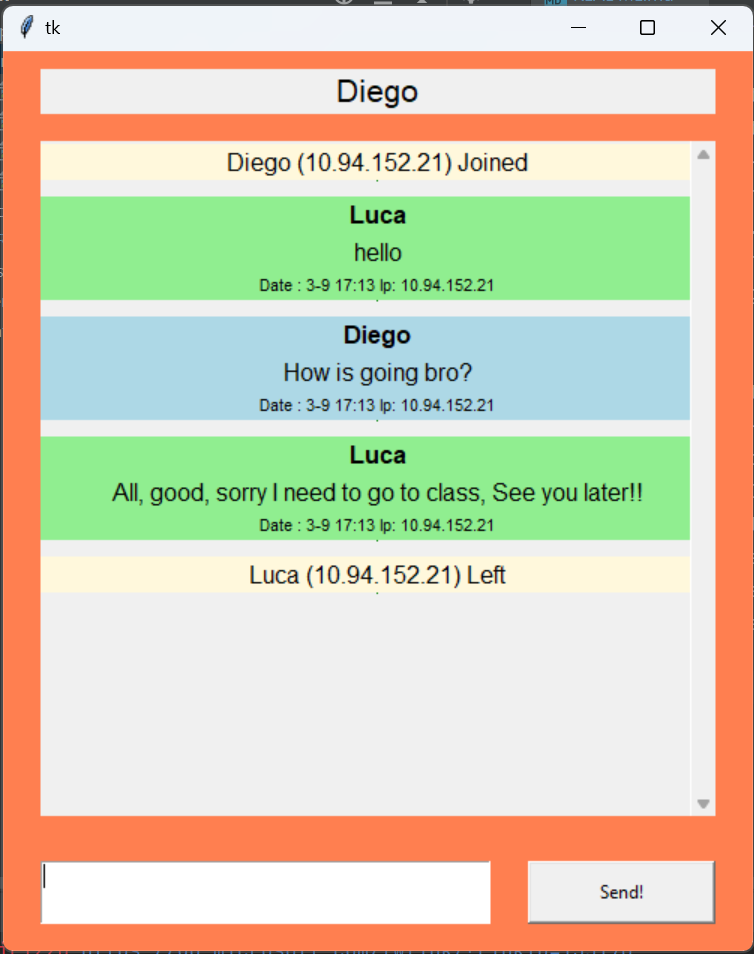 tk
Diego
Diego (10.94.152.21) Joined
Luca
hello
Date : 3-9 17:13 Ip: 10.94.152.21
Diego
How is going bro?
Date : 3-9 17:13 Ip: 10.94.152.21
Luca
All, good, sorry I need to go to class, See you later!!
Date : 3-9 17:13 Ip: 10.94.152.21
Luca (10.94.152.21) Left
Send!